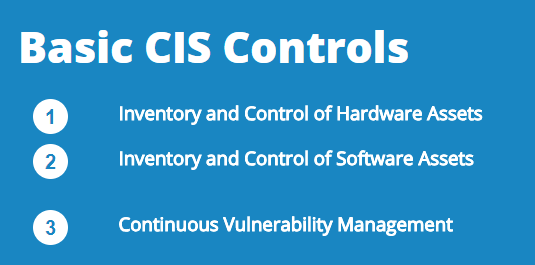 Basic CIS Controls
1 Inventory and Control of Hardware Assets
2 Inventory and Control of Software Assets
3 Continuous Vulnerability Management